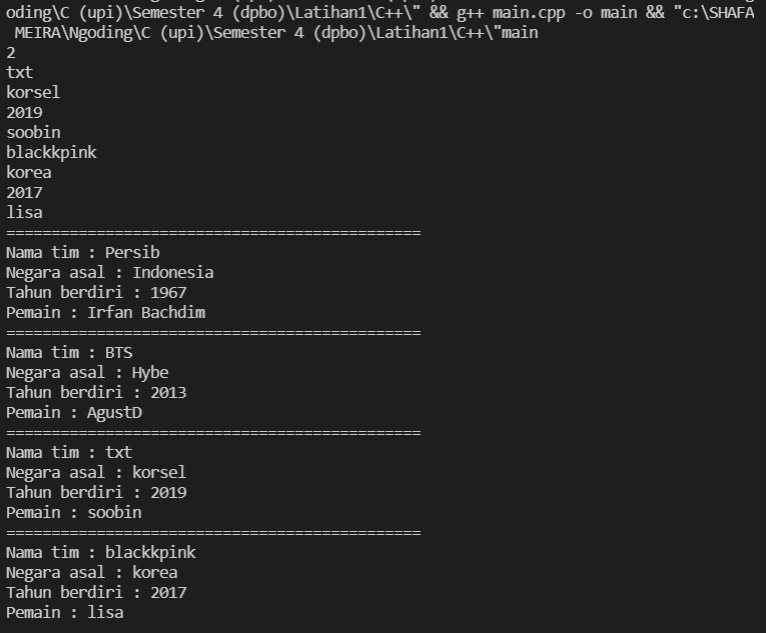 oding\C (upi)\Semester 4 (dpbo)\Latihan1\C++\" && g++ main.cpp -o main && "c:\SHAFA
 MEIRA\Ngoding\C (upi)\Semester 4 (dpbo)\Latihan1\C++\"main
2
txt
korsel
2019
soobin
blackkpink
korea
2017
lisa
==============================================
Nama tim : Persib
Negara asal : Indonesia
Tahun berdiri : 1967
Pemain : Irfan Bachdim
==============================================
Nama tim : BTS
Negara asal : Hybe
Tahun berdiri : 2013
Pemain : AgustD
==============================================
Nama tim : txt
Negara asal : korsel
Tahun berdiri : 2019
Pemain : soobin
==============================================
Nama tim : blackkpink
Negara asal : korea
Tahun berdiri : 2017
Pemain : lisa